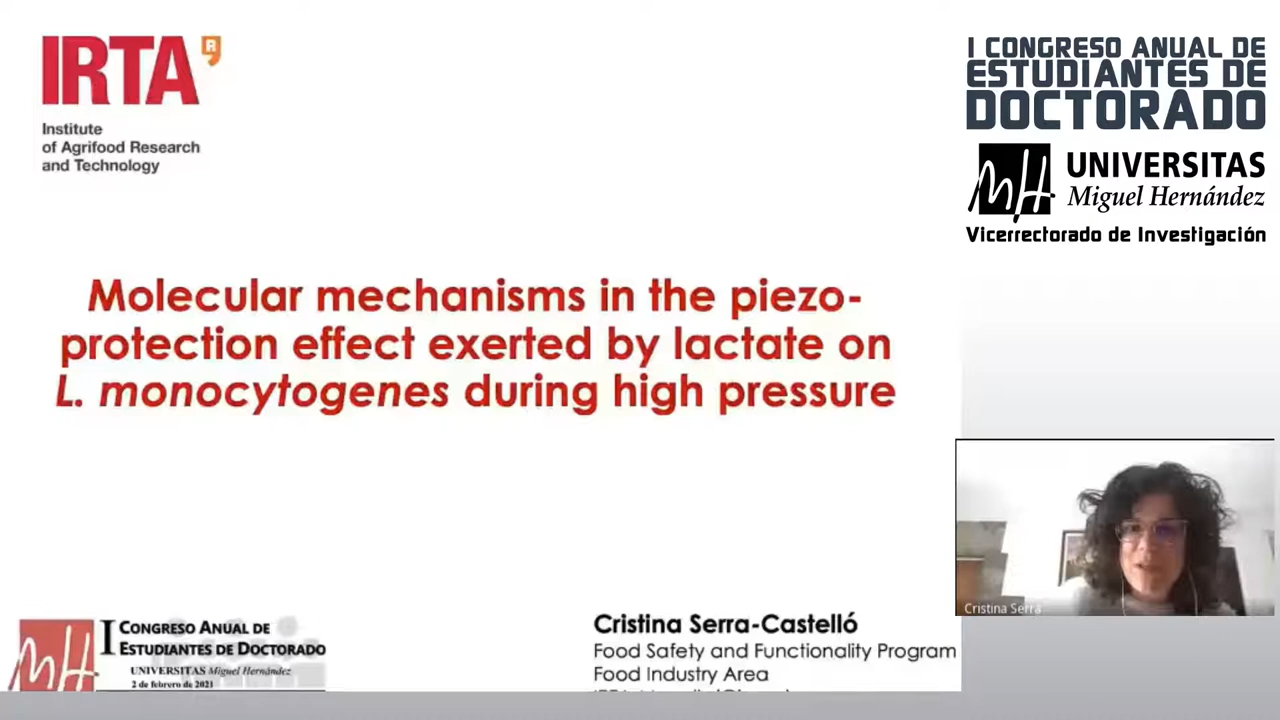 IRTA
R
Institute
of Agrifood Research
and Technology
Molecular mechanisms in the piezo-
protection effect exerted by lactate on
L. monocytogenes during high pressure
I CONGRESO ANUAL DE
ESTUDIANTES DE DOCTORADO
UNIVERSITAS Miguel Hernández
2 de febrero de 2021
Cristina Serra-Castelló
Food Safety and Functionality Program
Food Industry Area
I CONGRESO ANUAL DE
ESTUDIANTES DE
DOCTORADO
MH
UNIVERSITAS
Miguel Hernández
Vicerrectorado de Investigación
Cristina Serra